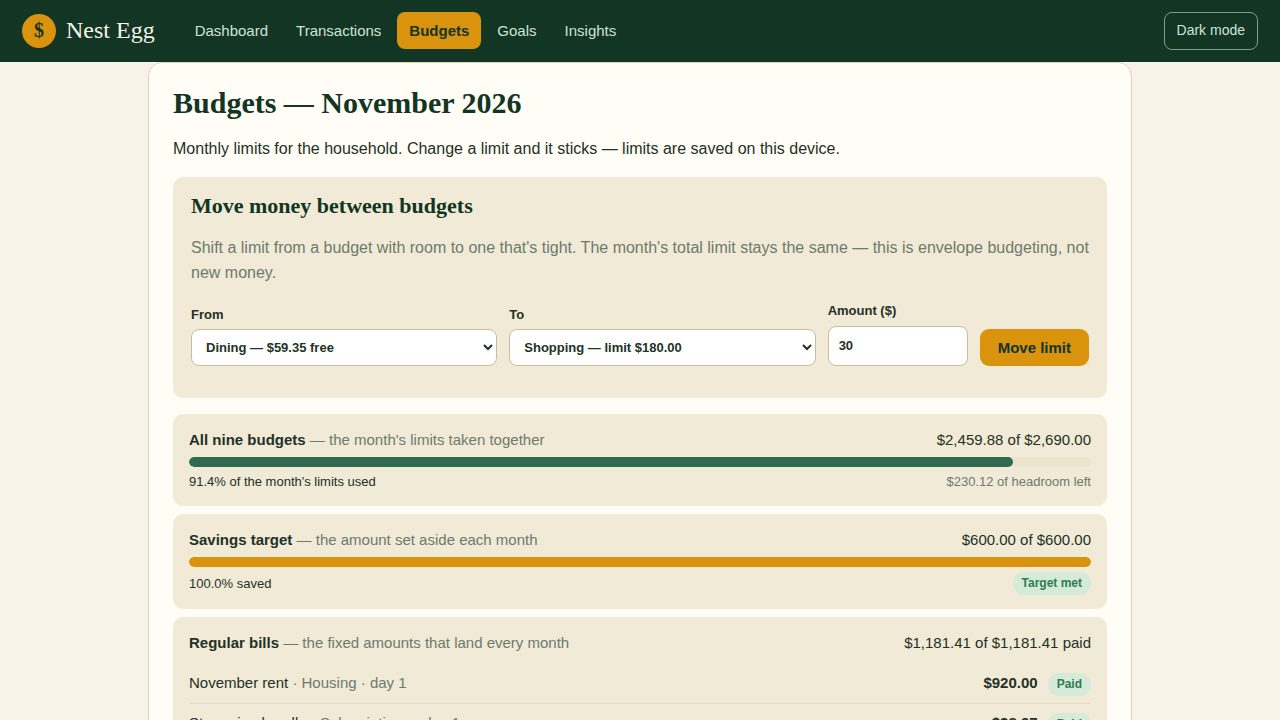 $ Nest Egg Dashboard Transactions Budgets Goals Insights Dark mode
Budgets — November 2026
Monthly limits for the household. Change a limit and it sticks — limits are saved on this device.
Move money between budgets
Shift a limit from a budget with room to one that's tight. The month's total limit stays the same — this is envelope budgeting, not
new money.
From To Amount ($)
Dining — $59.35 free Shopping — limit $180.00 30 Move limit
All nine budgets — the month's limits taken together $2,459.88 of $2,690.00
91.4% of the month's limits used $230.12 of headroom left
Savings target — the amount set aside each month $600.00 of $600.00
100.0% saved Target met
Regular bills — the fixed amounts that land every month $1,181.41 of $1,181.41 paid
November rent · Housing · day 1 $920.00 Paid